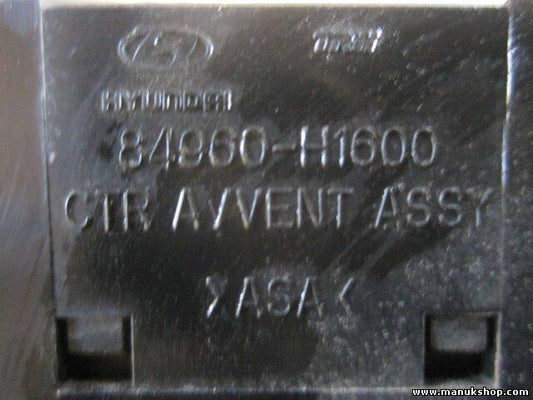 HYUNDAI
84960-H1600
CTR A/VENT ASSY
>ASA<
www.manukshop.com